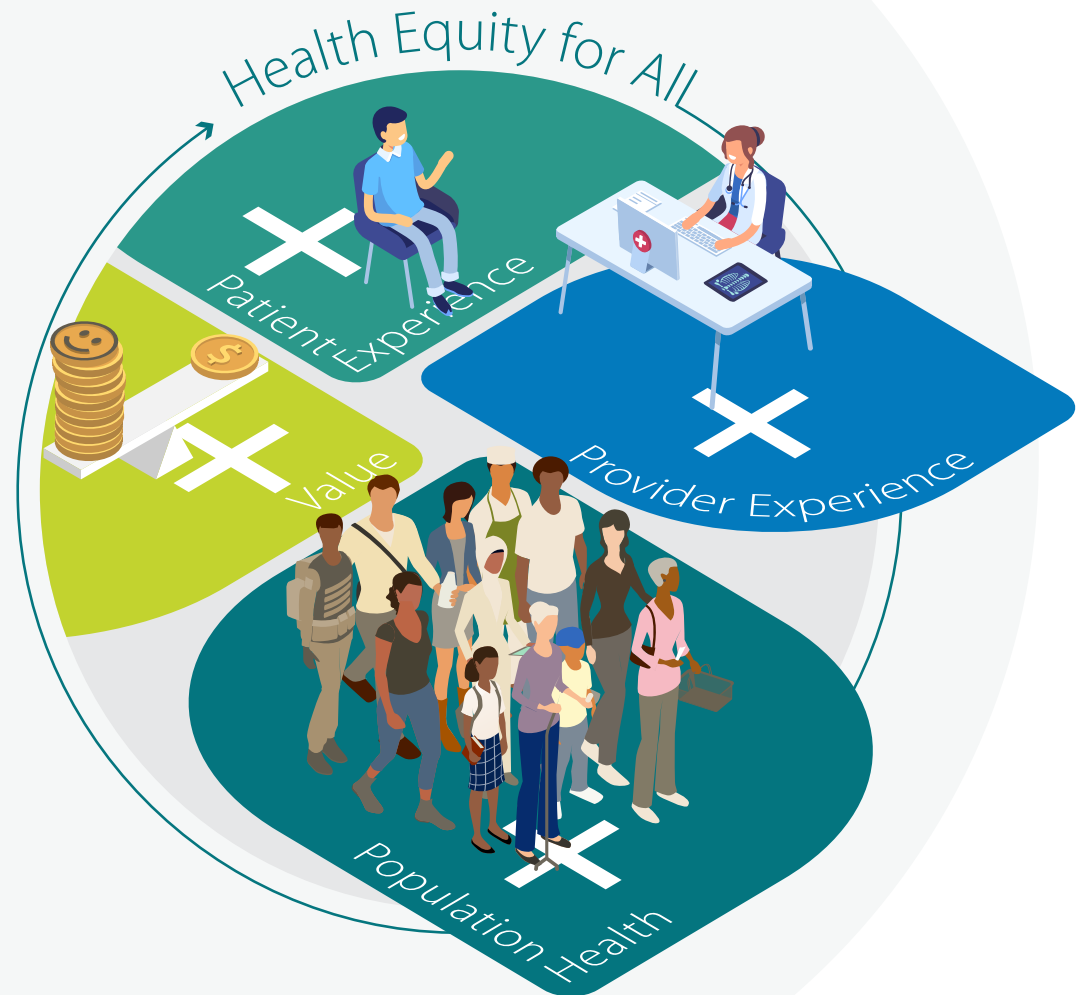 Health Equity for All
Patient Experience
$
Value
Provider Experience
Population Health